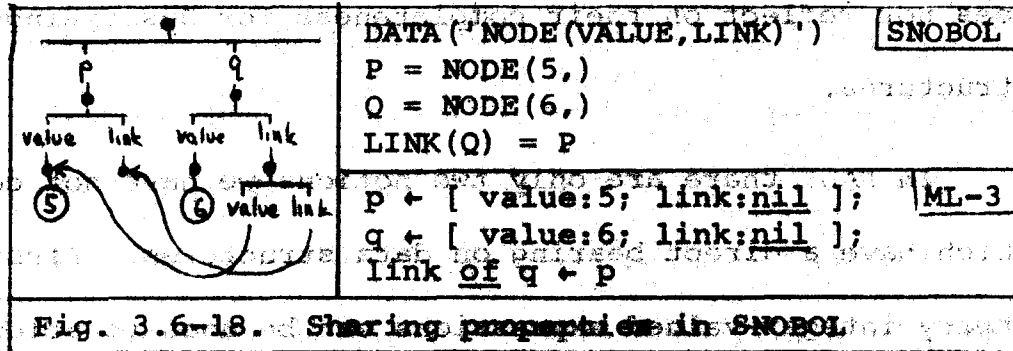 DATA('NODE(VALUE,LINK)') SNOBOL
P = NODE(5,)
Q = NODE(6,)
LINK(Q) = P
p q
value link value link
5 6 value link
p ← [ value:5; link:nil ]; ML-3
q ← [ value:6; link:nil ];
link of q ← p
Fig. 3.6-18. Sharing properties in SNOBOL